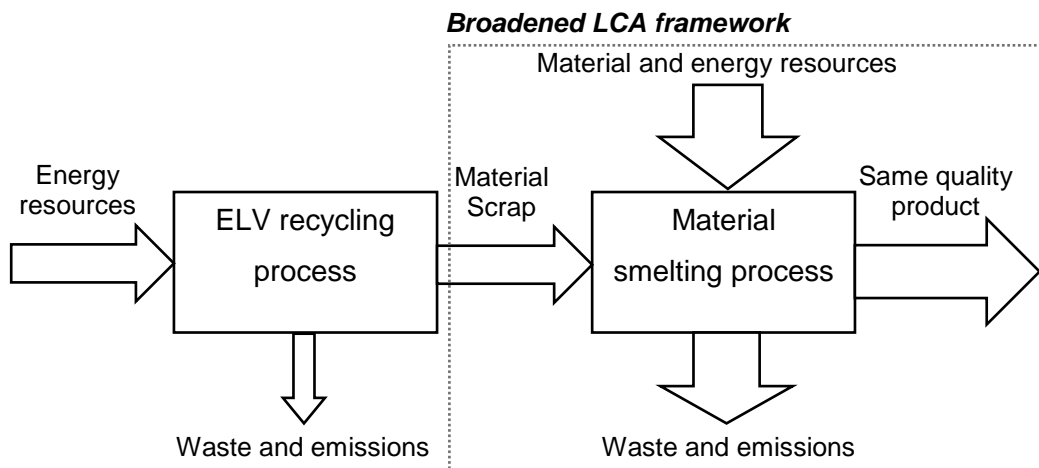 Broadened LCA framework
Material and energy resources
Energy
resources
ELV recycling
process
Material
Scrap
Material
smelting process
Same quality
product
Waste and emissions
Waste and emissions